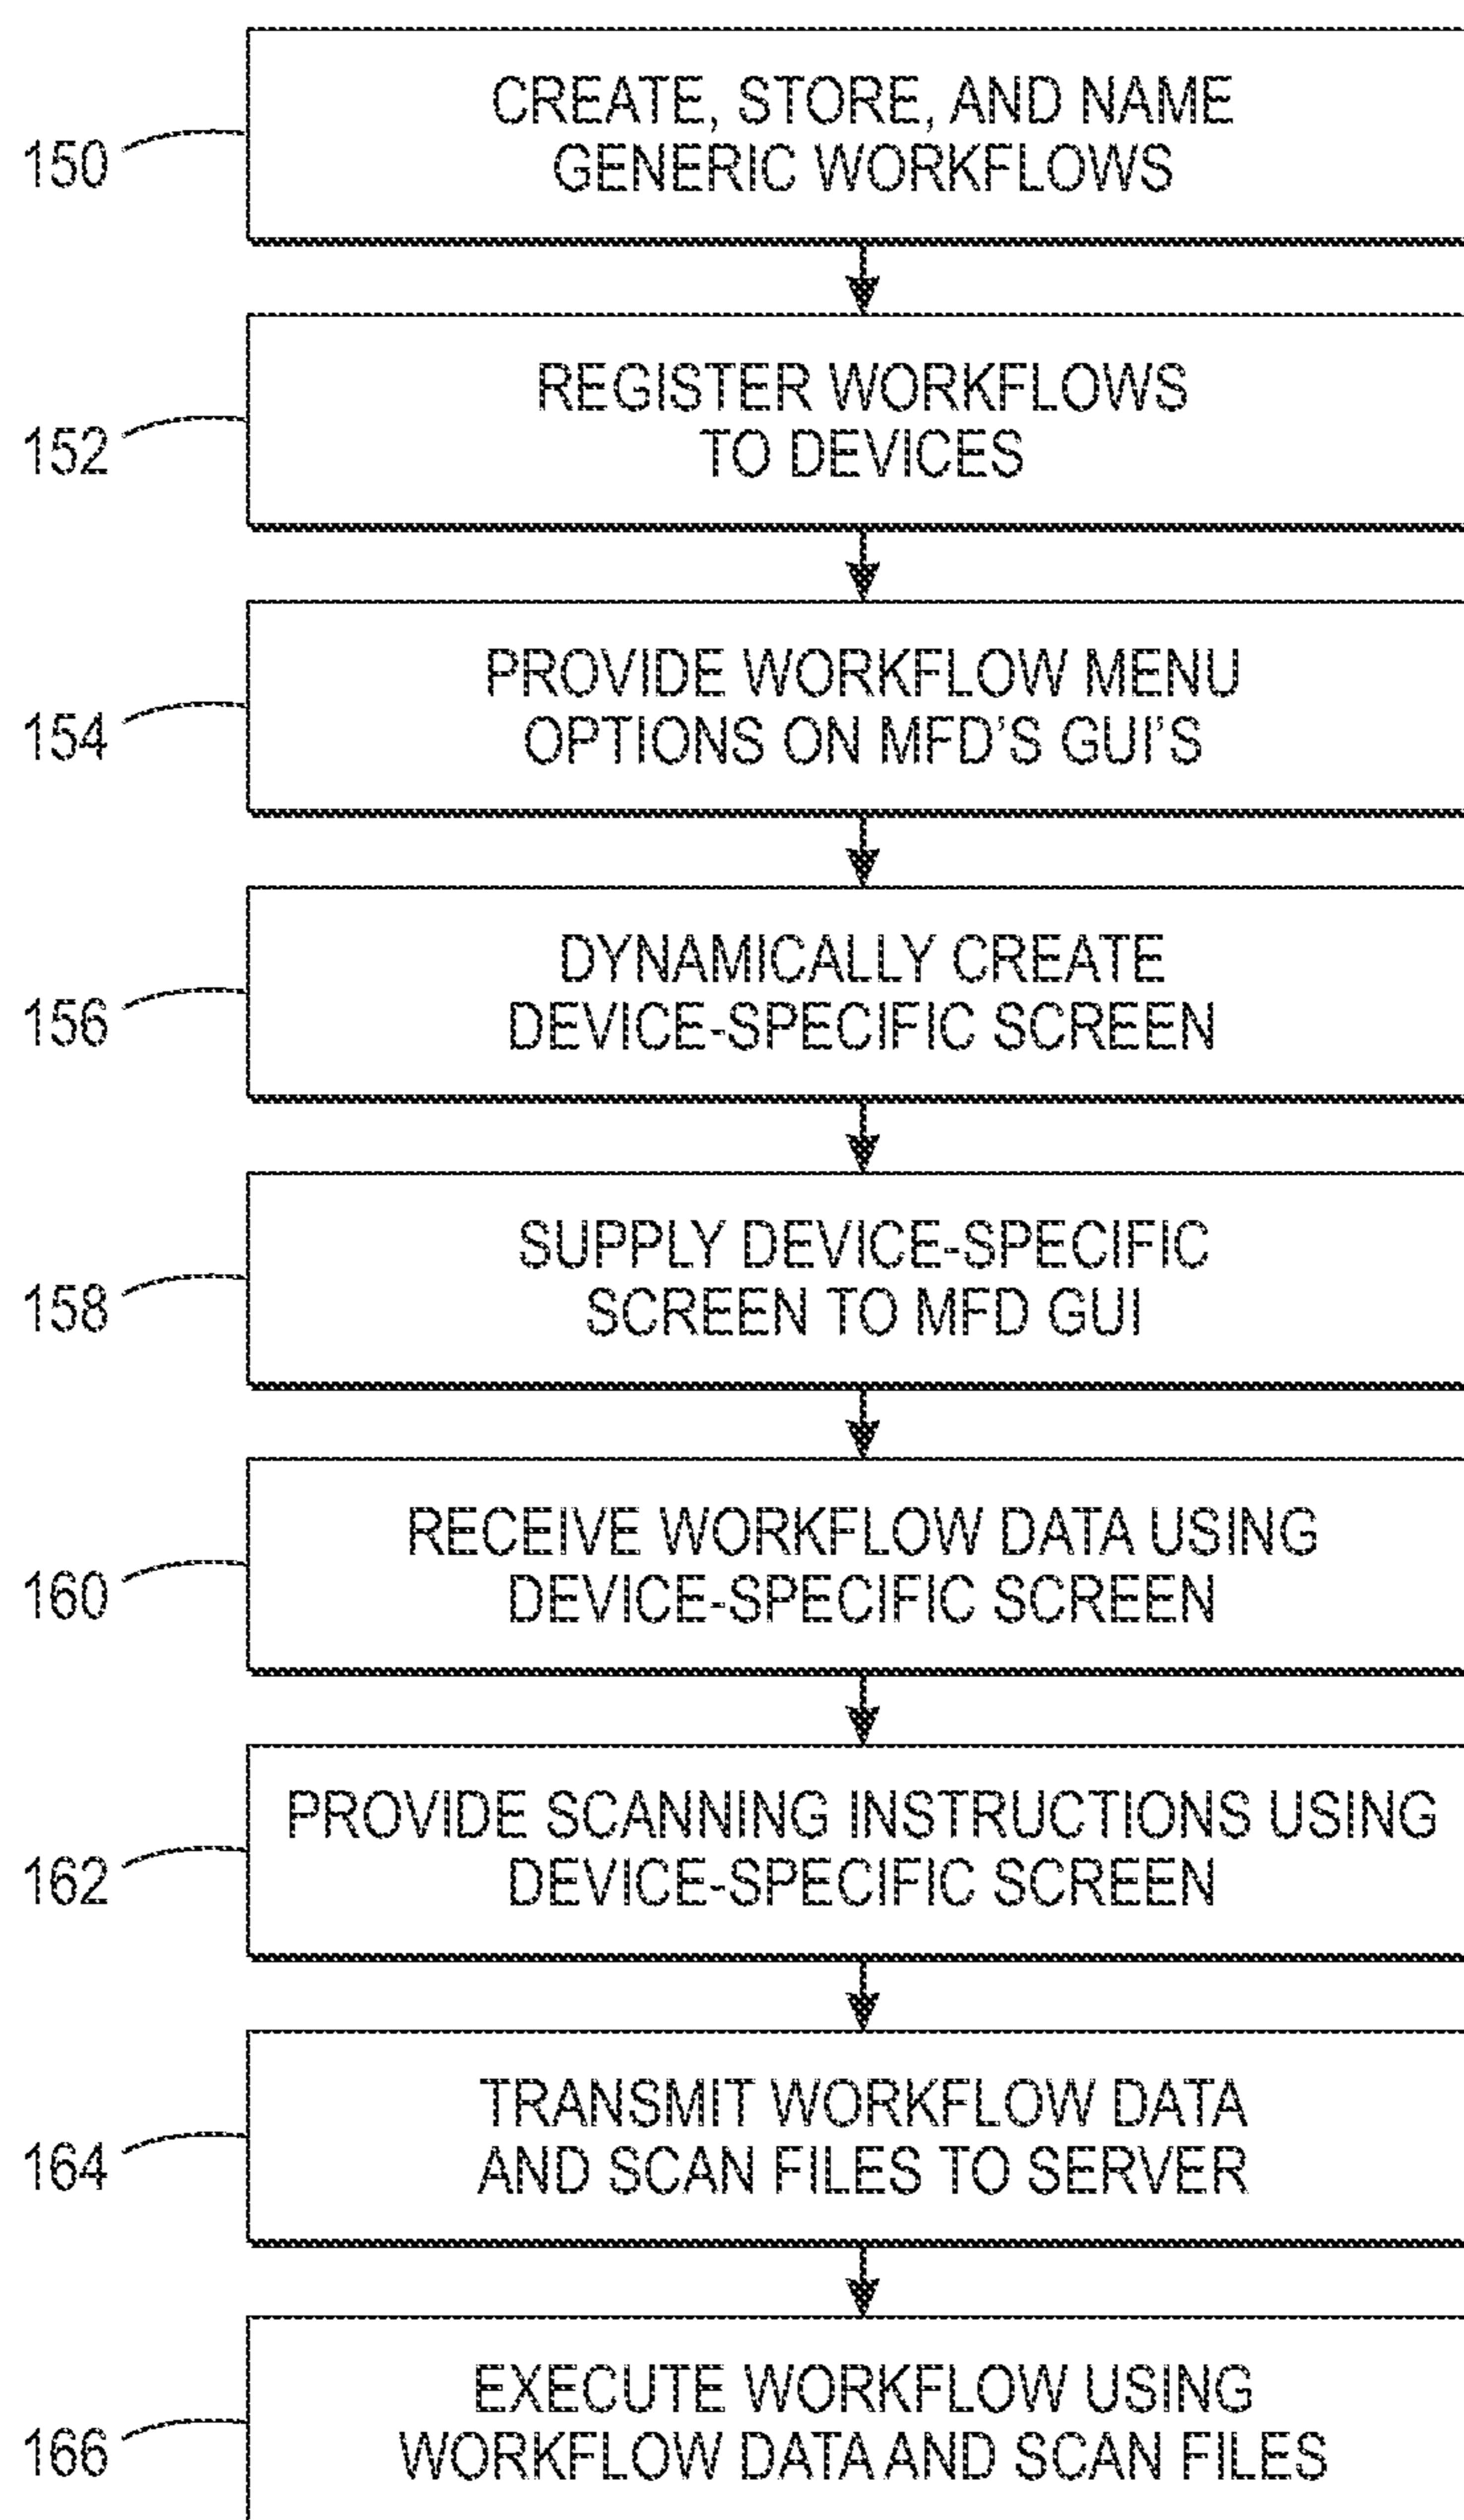 CREATE, STORE, AND NAME
GENERIC WORKFLOWS
150
REGISTER WORKFLOWS
TO DEVICES
152
PROVIDE WORKFLOW MENU
OPTIONS ON MFD'S GUI'S
154
DYNAMICALLY CREATE
DEVICE-SPECIFIC SCREEN
156
SUPPLY DEVICE-SPECIFIC
SCREEN TO MFD GUI
158
RECEIVE WORKFLOW DATA USING
DEVICE-SPECIFIC SCREEN
160
PROVIDE SCANNING INSTRUCTIONS USING
DEVICE-SPECIFIC SCREEN
162
TRANSMIT WORKFLOW DATA
AND SCAN FILES TO SERVER
164
EXECUTE WORKFLOW USING
WORKFLOW DATA AND SCAN FILES
166